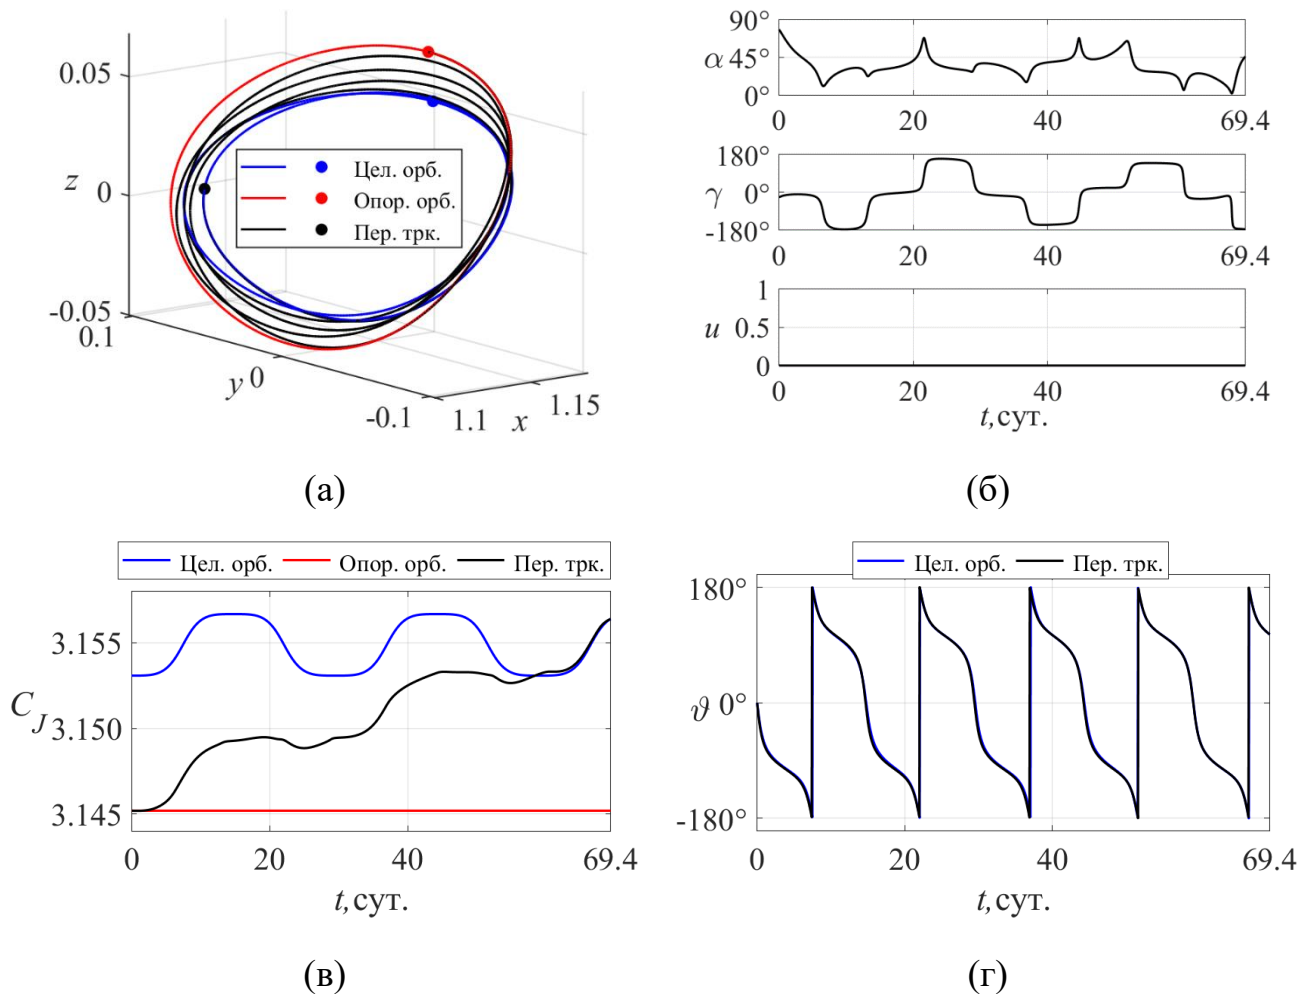 0.05
z 0
-0.05
0.1
y 0
-0.1
1.1
x
1.15
Цел. орб.
Опор. орб.
Пер. трк.
(а)
90°
α 45°
0°
0 20 40 69.4
180°
γ 0°
-180°
0 20 40 69.4
1
u 0.5
0
0 20 40 69.4
t, сут.
(б)
Цел. орб. Опор. орб. Пер. трк.
3.155
C_J 3.150
3.145
0 20 40 69.4
t, сут.
(в)
Цел. орб. Пер. трк.
180°
ϑ 0°
-180°
0 20 40 69.4
t, сут.
(г)